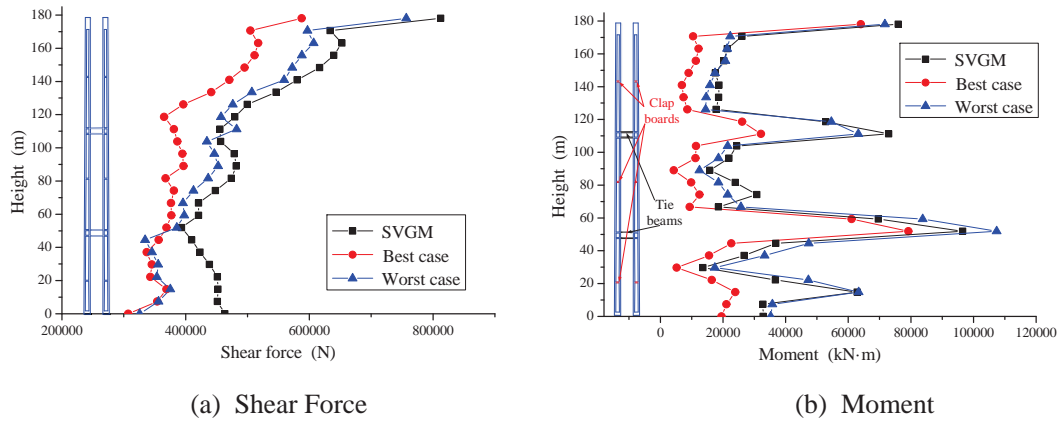 180
160
140
120
100
80
60
40
20
0
Height (m)
200000 400000 600000 800000
Shear force (N)
SVGM
Best case
Worst case
(a) Shear Force
180
160
140
120
100
80
60
40
20
0
Height (m)
0 20000 40000 60000 80000 100000 120000
Moment (kN·m)
SVGM
Best case
Worst case
Clap
boards
Tie
beams
(b) Moment